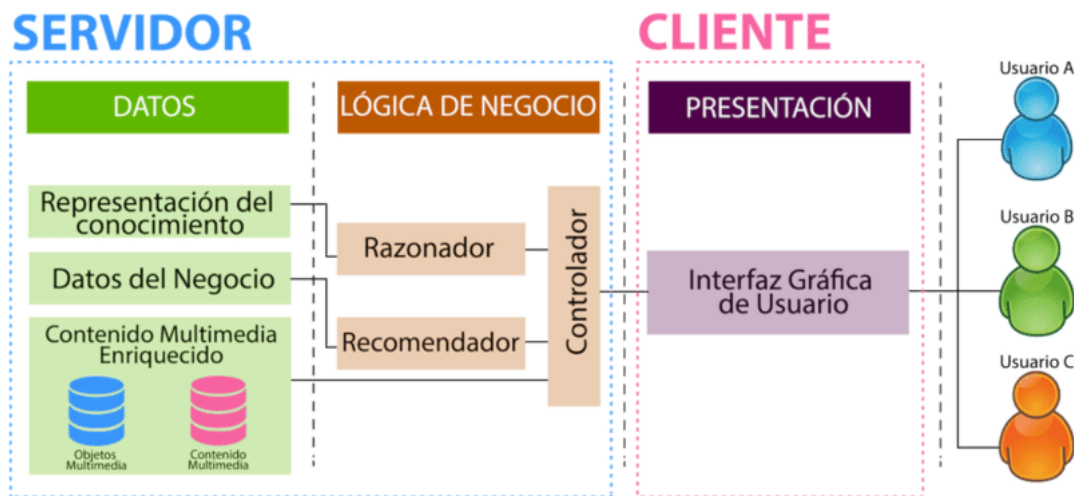 SERVIDOR
CLIENTE
DATOS
LÓGICA DE NEGOCIO
PRESENTACIÓN
Usuario A
Representación del
conocimiento
Razonador
Controlador
Datos del Negocio
Interfaz Gráfica
de Usuario
Usuario B
Contenido Multimedia
Enriquecido
Recomendador
Usuario C
Objetos
Multimedia
Contenido
Multimedia